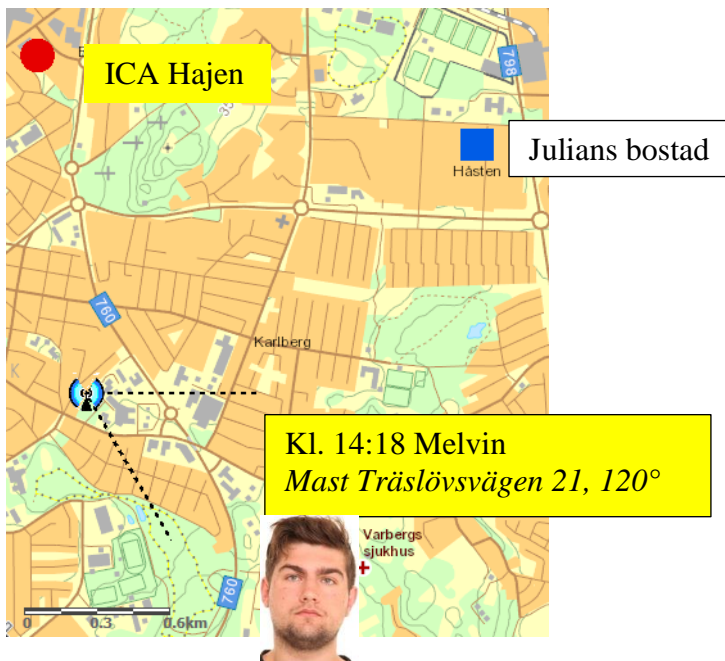 ICA Hajen
798
Julians bostad
Håsten
760
Karlberg
K
Kl. 14:18 Melvin
Mast Träslövsvägen 21, 120°
Varbergs
sjukhus
760
0 0.3 0.6km